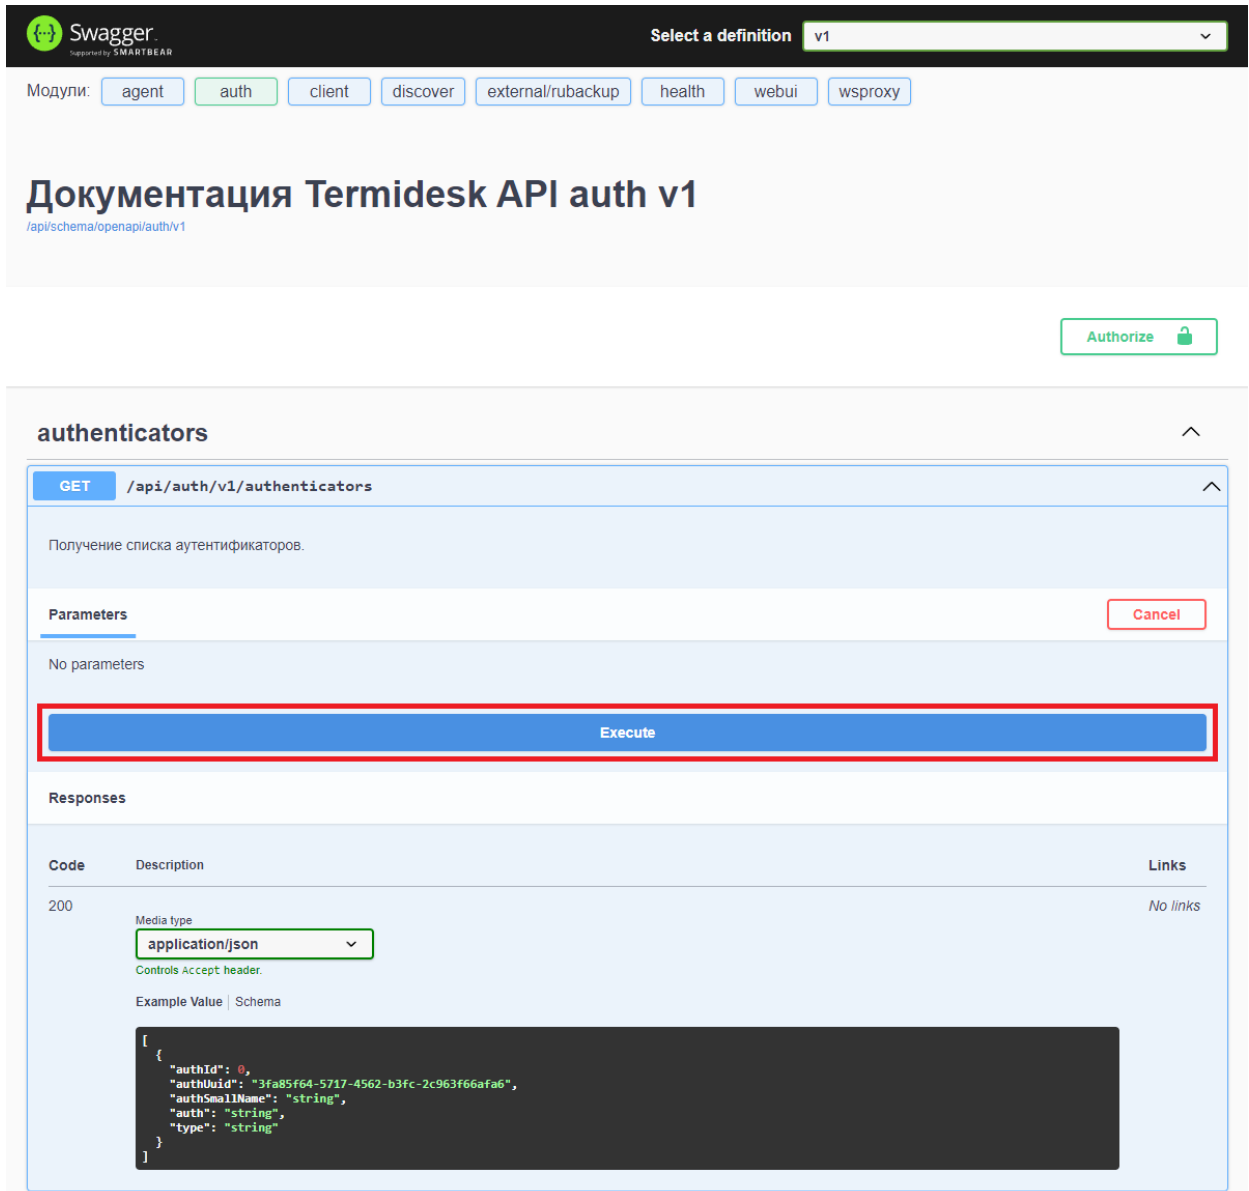 Swagger.
Supported by SMARTBEAR
Select a definition v1
Модули: agent auth client discover external/rubackup health webui wsproxy
Документация Termidesk API auth v1
/api/schema/openapi/auth/v1
Authorize
authenticators
GET /api/auth/v1/authenticators
Получение списка аутентификаторов.
Parameters Cancel
No parameters
Execute
Responses
Code Description Links
200 No links
Media type
application/json
Controls Accept header.
Example Value Schema
[
{
"authId": 0,
"authUuid": "3fa85f64-5717-4562-b3fc-2c963f66afa6",
"authSmallName": "string",
"auth": "string",
"type": "string"
}
]